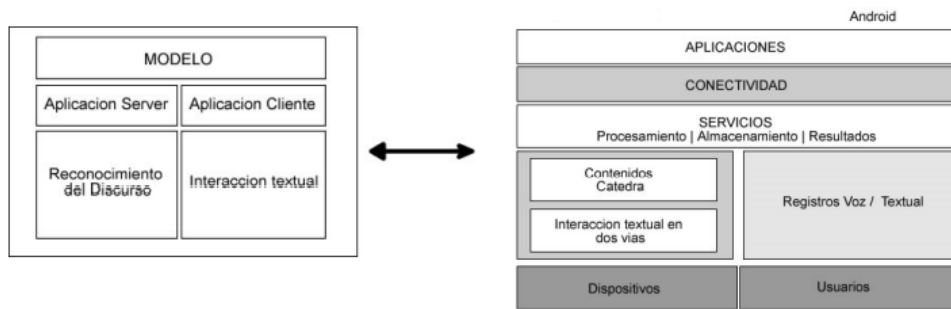 MODELO
Aplicacion Server
Aplicacion Cliente
Reconocimiento
del Discurso
Interaccion textual
Android
APLICACIONES
CONECTIVIDAD
SERVICIOS
Procesamiento | Almacenamiento | Resultados
Contenidos
Catedra
Interaccion textual en
dos vias
Registros Voz / Textual
Dispositivos
Usuarios